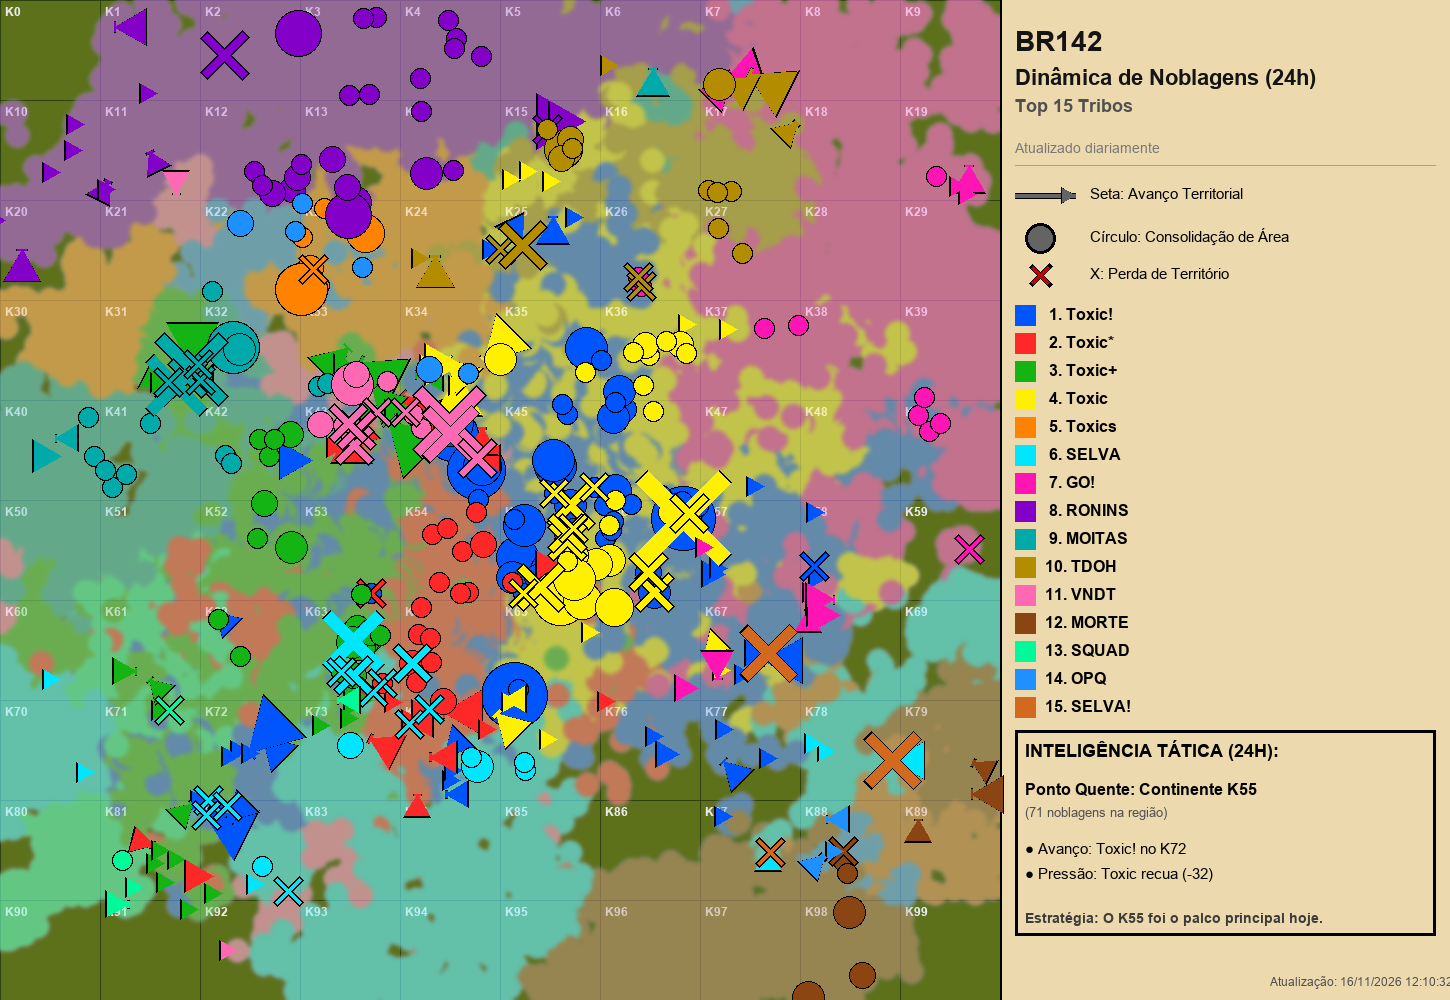 K0 K1 K2 K3 K4 K5 K6 K7 K8 K9
K10 K11 K12 K13 K15 K16 K17 K18 K19
K20 K21 K22 K24 K25 K26 K27 K28 K29
K30 K31 K32 K33 K34 K36 K37 K39
K40 K41 K42 K45 K47 K48
K50 K51 K54 K59
K60 K61 K63 K67 K69
K70 K71 K72 K73 K76 K77 K78 K79
K80 K81 K83 K85 K86 K88 K89
K90 K92 K93 K94 K95 K96 K97 K98 K99
BR142
Dinâmica de Noblagens (24h)
Top 15 Tribos
Atualizado diariamente
Seta: Avanço Territorial
Círculo: Consolidação de Área
X: Perda de Território
1. Toxic!
2. Toxic*
3. Toxic+
4. Toxic
5. Toxics
6. SELVA
7. GO!
8. RONINS
9. MOITAS
10. TDOH
11. VNDT
12. MORTE
13. SQUAD
14. OPQ
15. SELVA!
INTELIGÊNCIA TÁTICA (24H):
Ponto Quente: Continente K55
(71 noblagens na região)
● Avanço: Toxic! no K72
● Pressão: Toxic recua (-32)
Estratégia: O K55 foi o palco principal hoje.
Atualização: 16/11/2026 12:10:32